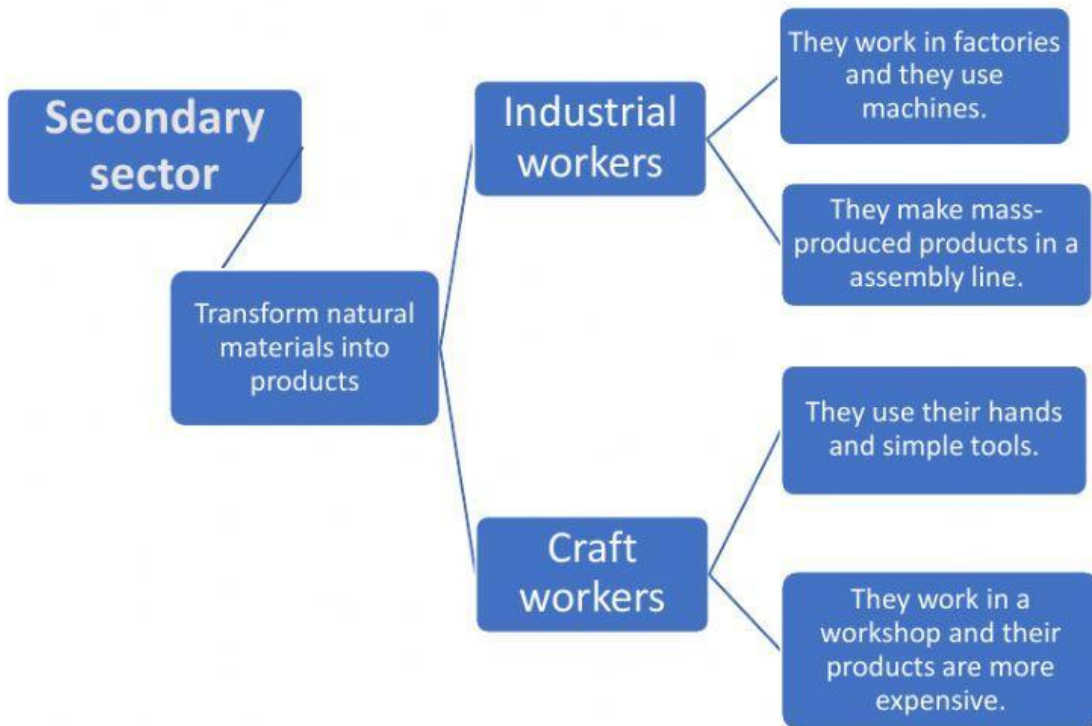 Secondary
sector
Transform natural
materials into
products
Industrial
workers
They work in factories
and they use
machines.
They make mass-
produced products in a
assembly line.
Craft
workers
They use their hands
and simple tools.
They work in a
workshop and their
products are more
expensive.